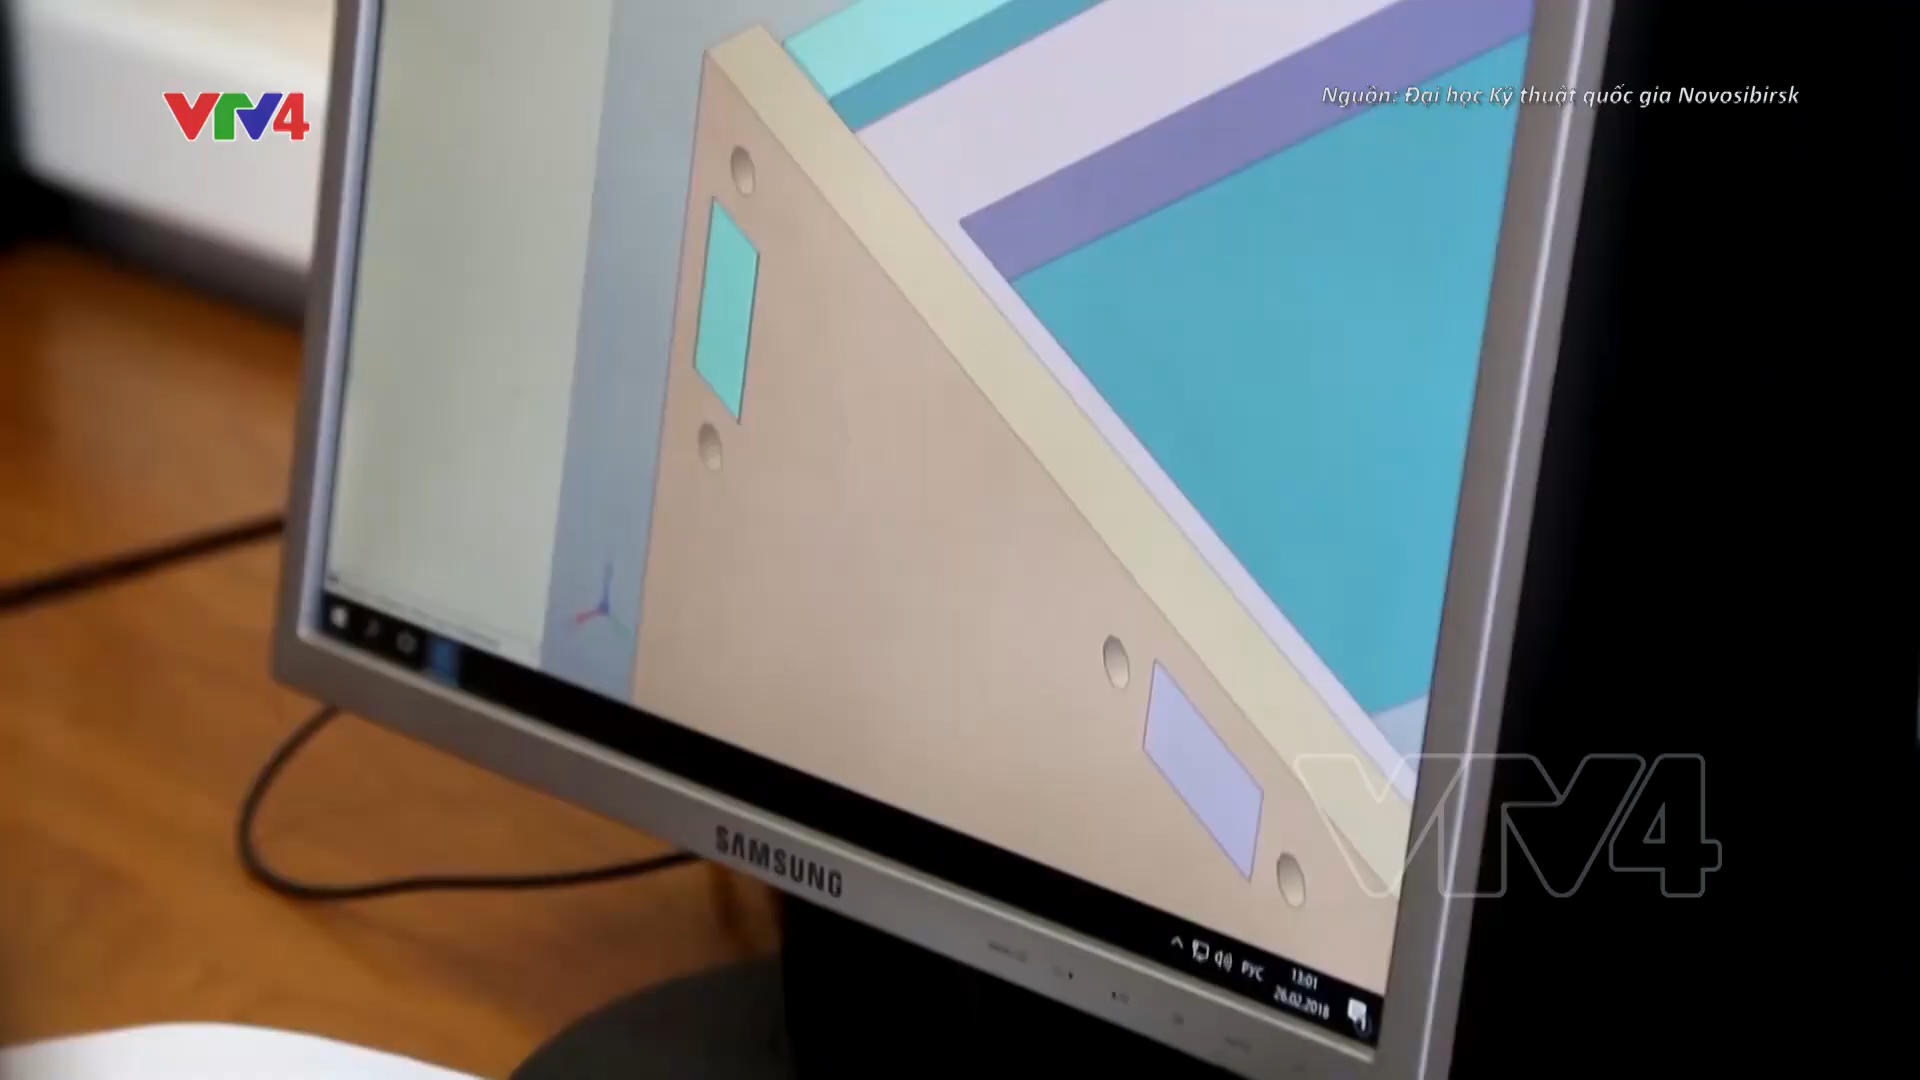 VTV4
Nguồn: Đại học Kỹ thuật quốc gia Novosibirsk
VTV4
SAMSUNG
РУС
13:01
26.02.2018